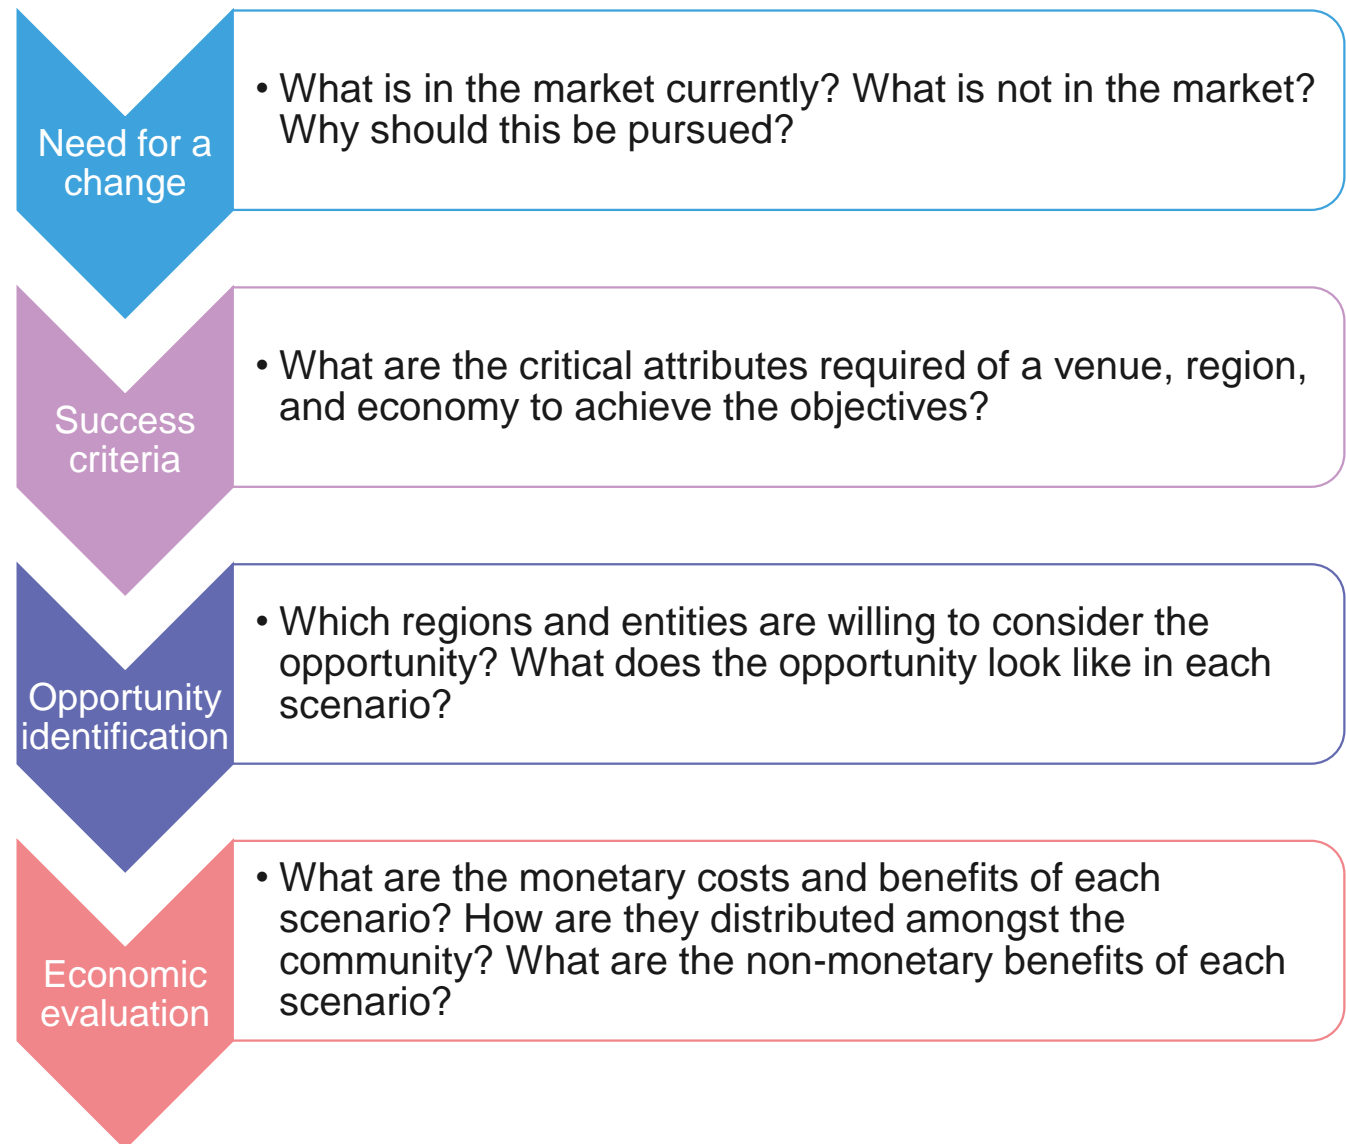 Need for a
change
• What is in the market currently? What is not in the market?
Why should this be pursued?
Success
criteria
• What are the critical attributes required of a venue, region,
and economy to achieve the objectives?
Opportunity
identification
• Which regions and entities are willing to consider the
opportunity? What does the opportunity look like in each
scenario?
Economic
evaluation
• What are the monetary costs and benefits of each
scenario? How are they distributed amongst the
community? What are the non-monetary benefits of each
scenario?